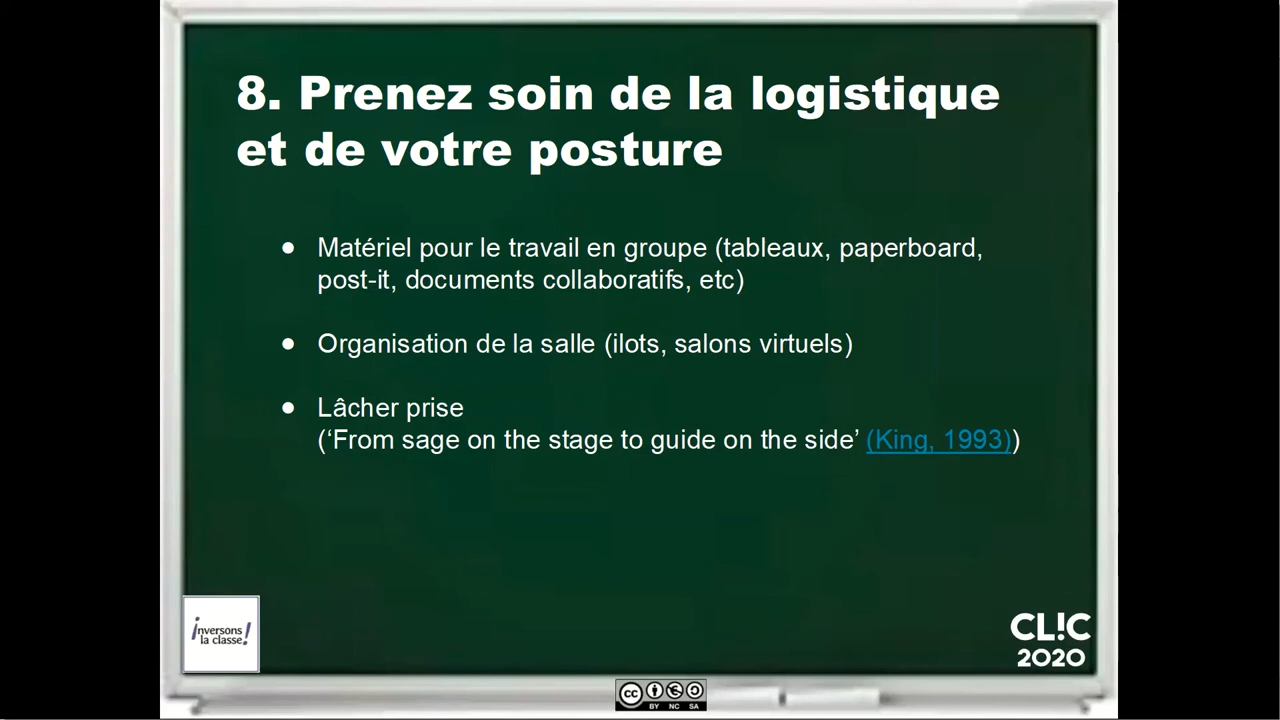 8. Prenez soin de la logistique
et de votre posture
● Matériel pour le travail en groupe (tableaux, paperboard,
post-it, documents collaboratifs, etc)
● Organisation de la salle (ilots, salons virtuels)
● Lâcher prise
(‘From sage on the stage to guide on the side’ (King, 1993))
¡nversons
la classe!
CL!C
2020
cc
BY NC SA